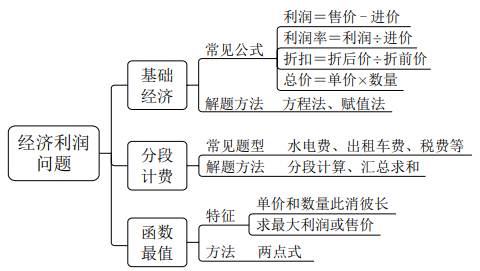 经济利润
问题
基础
经济
常见公式
利润＝售价－进价
利润率＝利润÷进价
折扣＝折后价÷折前价
总价＝单价×数量
解题方法 方程法、赋值法
分段
计费
常见题型 水电费、出租车费、税费等
解题方法 分段计算、汇总求和
函数
最值
特征
单价和数量此消彼长
求最大利润或售价
方法 两点式